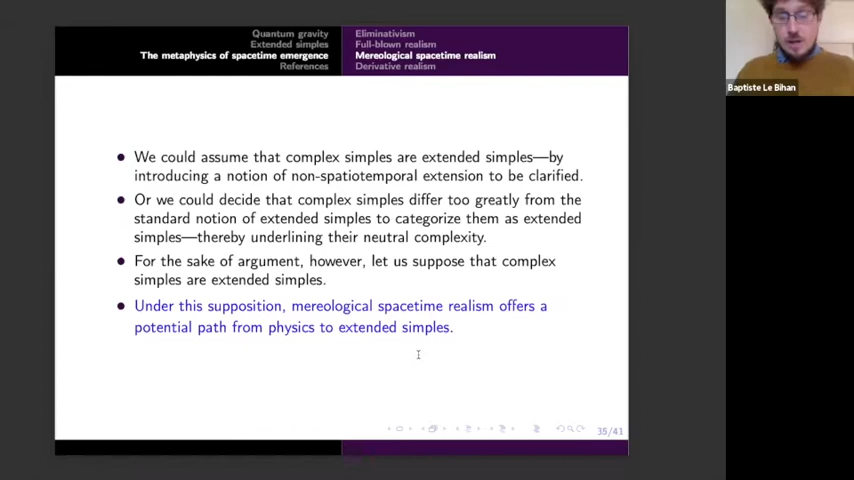 Quantum gravity
Extended simples
The metaphysics of spacetime emergence
References
Eliminativism
Full-blown realism
Mereological spacetime realism
Derivative realism
We could assume that complex simples are extended simples—by
introducing a notion of non-spatiotemporal extension to be clarified.
Or we could decide that complex simples differ too greatly from the
standard notion of extended simples to categorize them as extended
simples—thereby underlining their neutral complexity.
For the sake of argument, however, let us suppose that complex
simples are extended simples.
Under this supposition, mereological spacetime realism offers a
potential path from physics to extended simples.
35/41
Baptiste Le Bihan